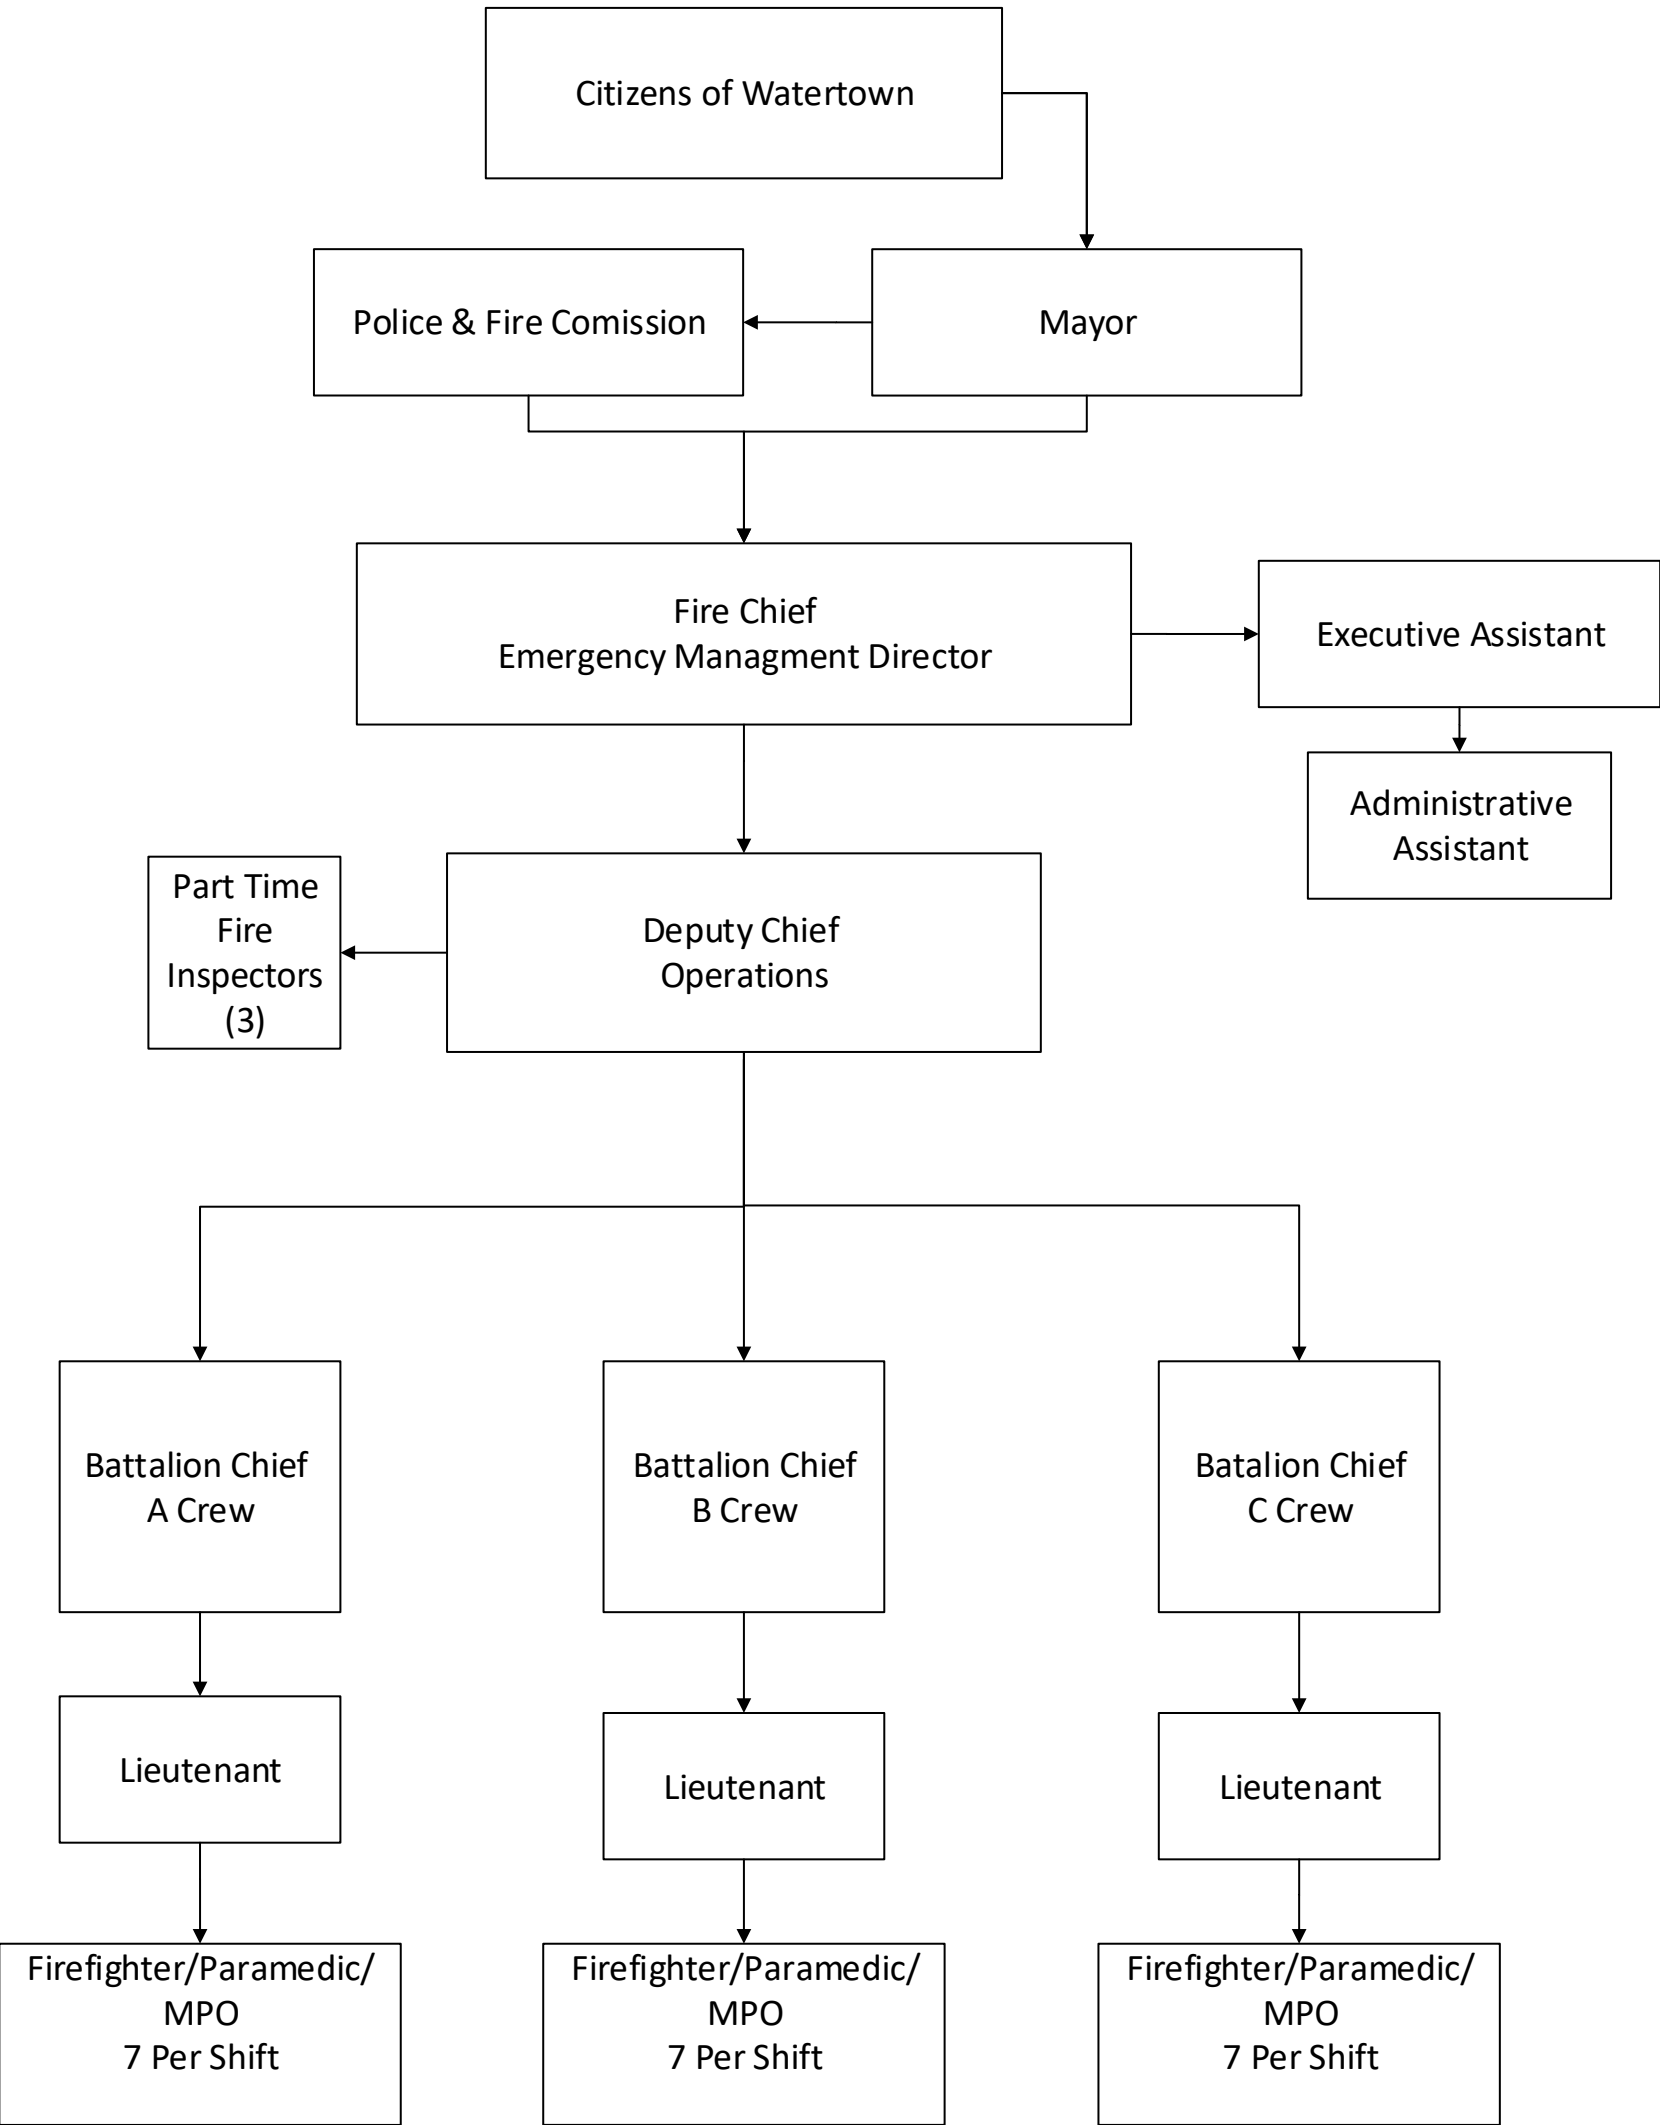 Citizens of Watertown
Police & Fire Comission
Mayor
Fire Chief
Emergency Managment Director
Executive Assistant
Administrative
Assistant
Part Time
Fire
Inspectors
(3)
Deputy Chief
Operations
Battalion Chief
A Crew
Battalion Chief
B Crew
Batalion Chief
C Crew
Lieutenant
Lieutenant
Lieutenant
Firefighter/Paramedic/
MPO
7 Per Shift
Firefighter/Paramedic/
MPO
7 Per Shift
Firefighter/Paramedic/
MPO
7 Per Shift